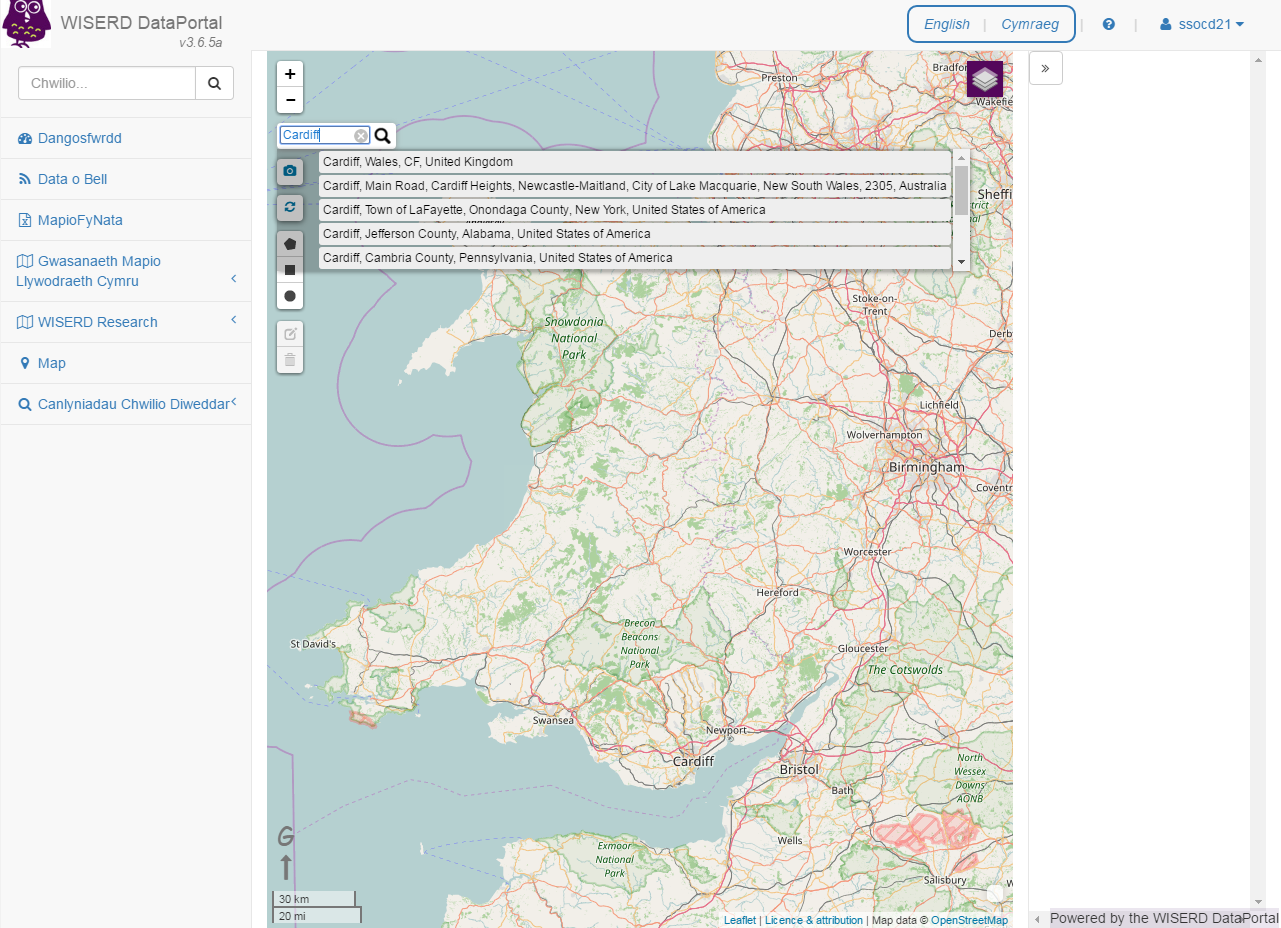 WISERD DataPortal
v3.6.5a
English | Cymraeg
ssocd21
Chwilio...
Dangosfwrdd
Data o Bell
MapioFyNata
Gwasanaeth Mapio
Llywodraeth Cymru
WISERD Research
Map
Canlyniadau Chwilio Diweddar
+
−
Cardiff
Cardiff, Wales, CF, United Kingdom
Cardiff, Main Road, Cardiff Heights, Newcastle-Maitland, City of Lake Macquarie, New South Wales, 2305, Australia
Cardiff, Town of LaFayette, Onondaga County, New York, United States of America
Cardiff, Jefferson County, Alabama, United States of America
Cardiff, Cambria County, Pennsylvania, United States of America
Preston
Bradfor
Wakefie
Sheffi
Stoke-on-
Trent
Derb
Snowdonia
National
Park
Lichfield
Wolverhampton
Birmingham
Coventr
Worcester
Hereford
Brecon
Beacons
National
Park
St David's
Gloucester
The Cotswolds
Swansea
Newport
Cardiff
Bristol
Bath
North
Wessex
Downs
AONB
Wells
Exmoor
National
Park
Salisbury
G
30 km
20 mi
Leaflet | Licence & attribution | Map data © OpenStreetMap
»
Powered by the WISERD DataPortal